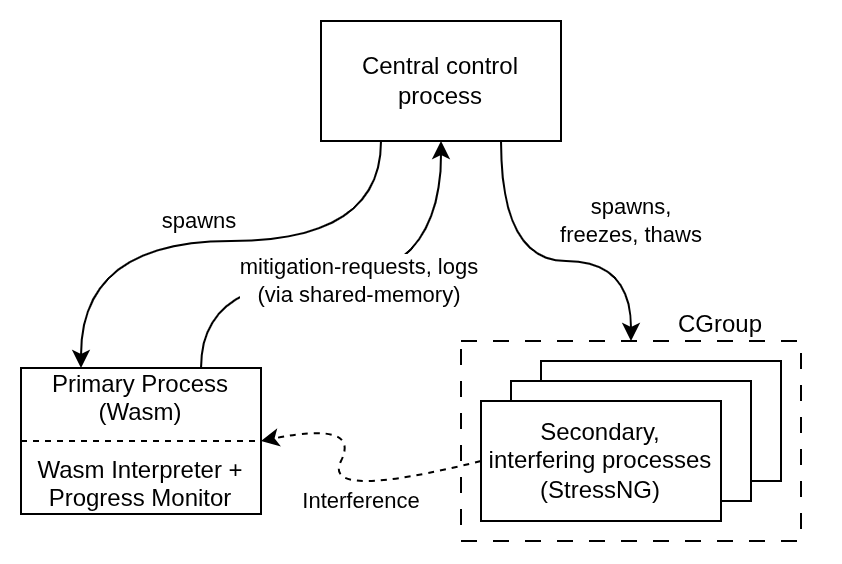 Central control
process
spawns
spawns,
freezes, thaws
mitigation-requests, logs
(via shared-memory)
CGroup
Primary Process
(Wasm)
Wasm Interpreter +
Progress Monitor
Secondary,
interfering processes
(StressNG)
Interference